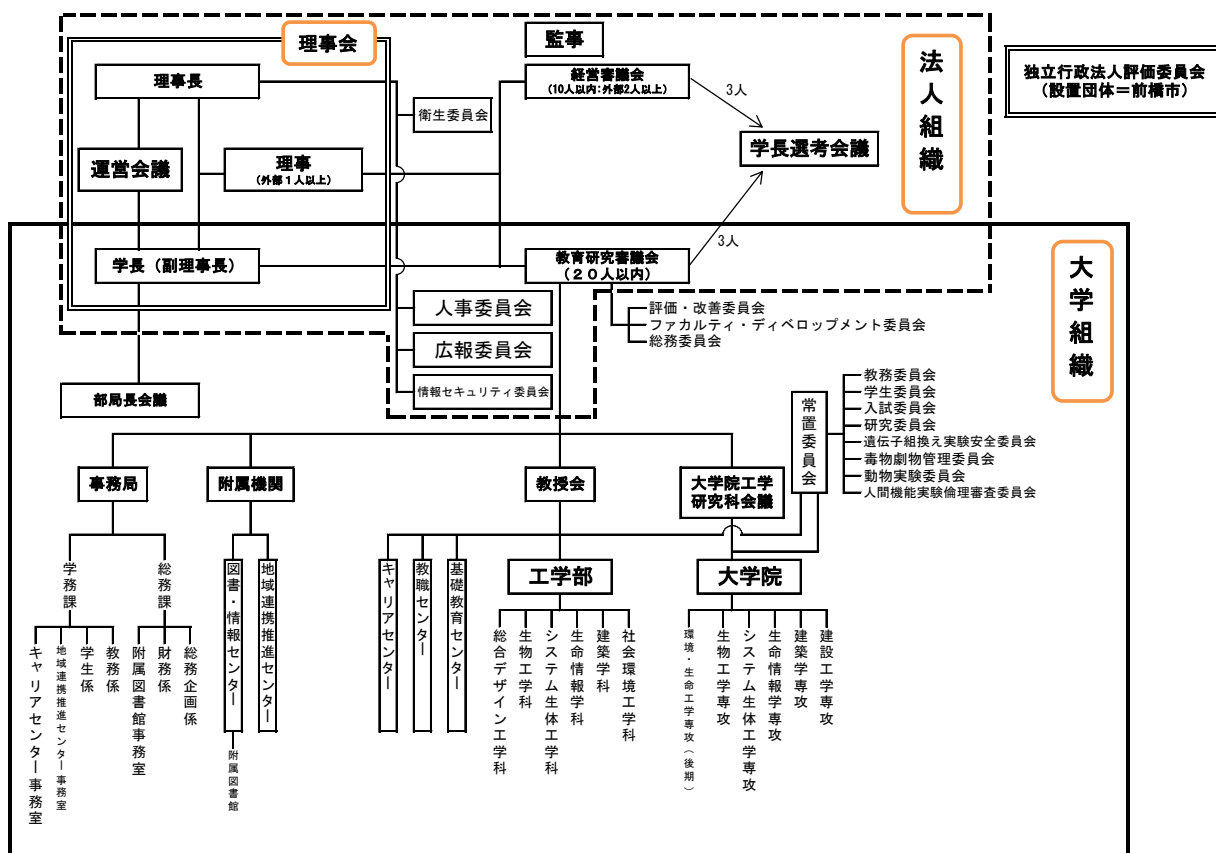 理事会
監事
法人組織
独立行政法人評価委員会
(設置団体＝前橋市)
理事長
経営審議会
(10人以内:外部2人以上)
3人
衛生委員会
学長選考会議
運営会議
理事
(外部１人以上)
3人
学長（副理事長）
教育研究審議会
（２０人以内）
大学組織
人事委員会
広報委員会
情報セキュリティ委員会
評価・改善委員会
ファカルティ・ディベロップメント委員会
総務委員会
部局長会議
常置委員会
教務委員会
学生委員会
入試委員会
研究委員会
遺伝子組換え実験安全委員会
毒物劇物管理委員会
動物実験委員会
人間機能実験倫理審査委員会
事務局
附属機関
教授会
大学院工学
研究科会議
学務課
総務課
図書・情報センター
地域連携推進センター
キャリアセンター
教職センター
基礎教育センター
工学部
大学院
キャリアセンター事務室
地域連携推進センター事務室
学生係
教務係
附属図書館事務室
財務係
総務企画係
附属図書館
総合デザイン工学科
生物工学科
システム生体工学科
生命情報学科
建築学科
社会環境工学科
環境・生命工学専攻（後期）
生物工学専攻
システム生体工学専攻
生命情報学専攻
建築学専攻
建設工学専攻